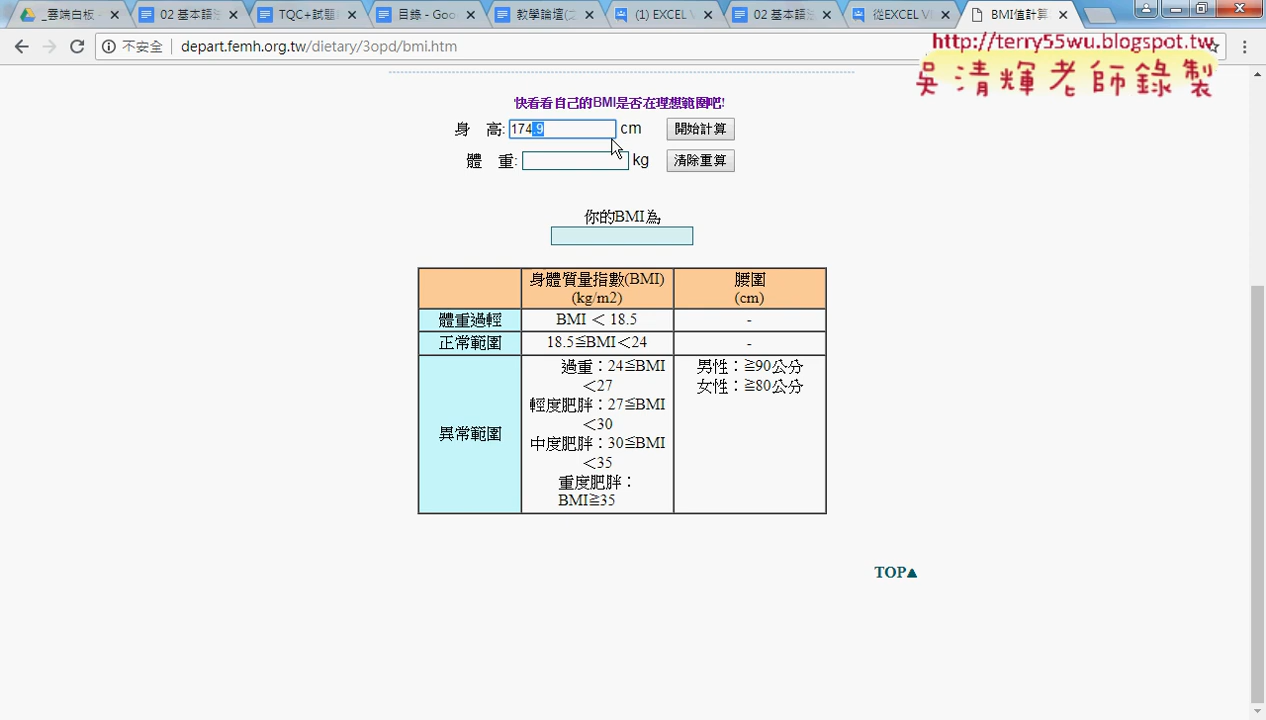 _雲端白板 -
02 基本語法
TQC+試題
目錄 - Goo
教學論壇(之
(1) EXCEL V
02 基本語法
從EXCEL VI
BMI值計算
不安全
depart.femh.org.tw/dietary/3opd/bmi.htm
http://terry55wu.blogspot.tw
吳清輝老師錄製
快看看自己的BMI是否在理想範圍吧!
身 高: 174.9 cm 開始計算
體 重: kg 清除重算
你的BMI為
身體質量指數(BMI)
(kg/m2)
腰圍
(cm)
體重過輕 BMI < 18.5 -
正常範圍 18.5≦BMI<24 -
異常範圍
過重：24≦BMI
<27
輕度肥胖：27≦BMI
<30
中度肥胖：30≦BMI
<35
重度肥胖：
BMI≧35
男性：≧90公分
女性：≧80公分
TOP▲